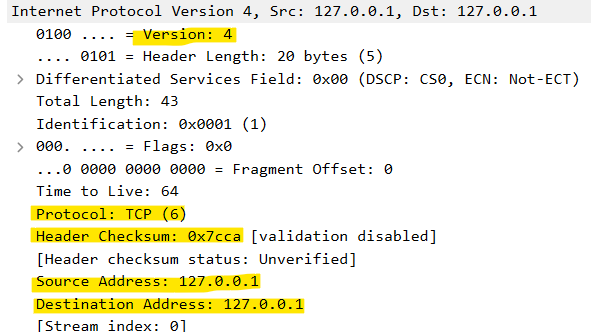 Internet Protocol Version 4, Src: 127.0.0.1, Dst: 127.0.0.1
0100 .... = Version: 4
.... 0101 = Header Length: 20 bytes (5)
> Differentiated Services Field: 0x00 (DSCP: CS0, ECN: Not-ECT)
Total Length: 43
Identification: 0x0001 (1)
> 000. .... = Flags: 0x0
...0 0000 0000 0000 = Fragment Offset: 0
Time to Live: 64
Protocol: TCP (6)
Header Checksum: 0x7cca [validation disabled]
[Header checksum status: Unverified]
Source Address: 127.0.0.1
Destination Address: 127.0.0.1
[Stream index: 0]